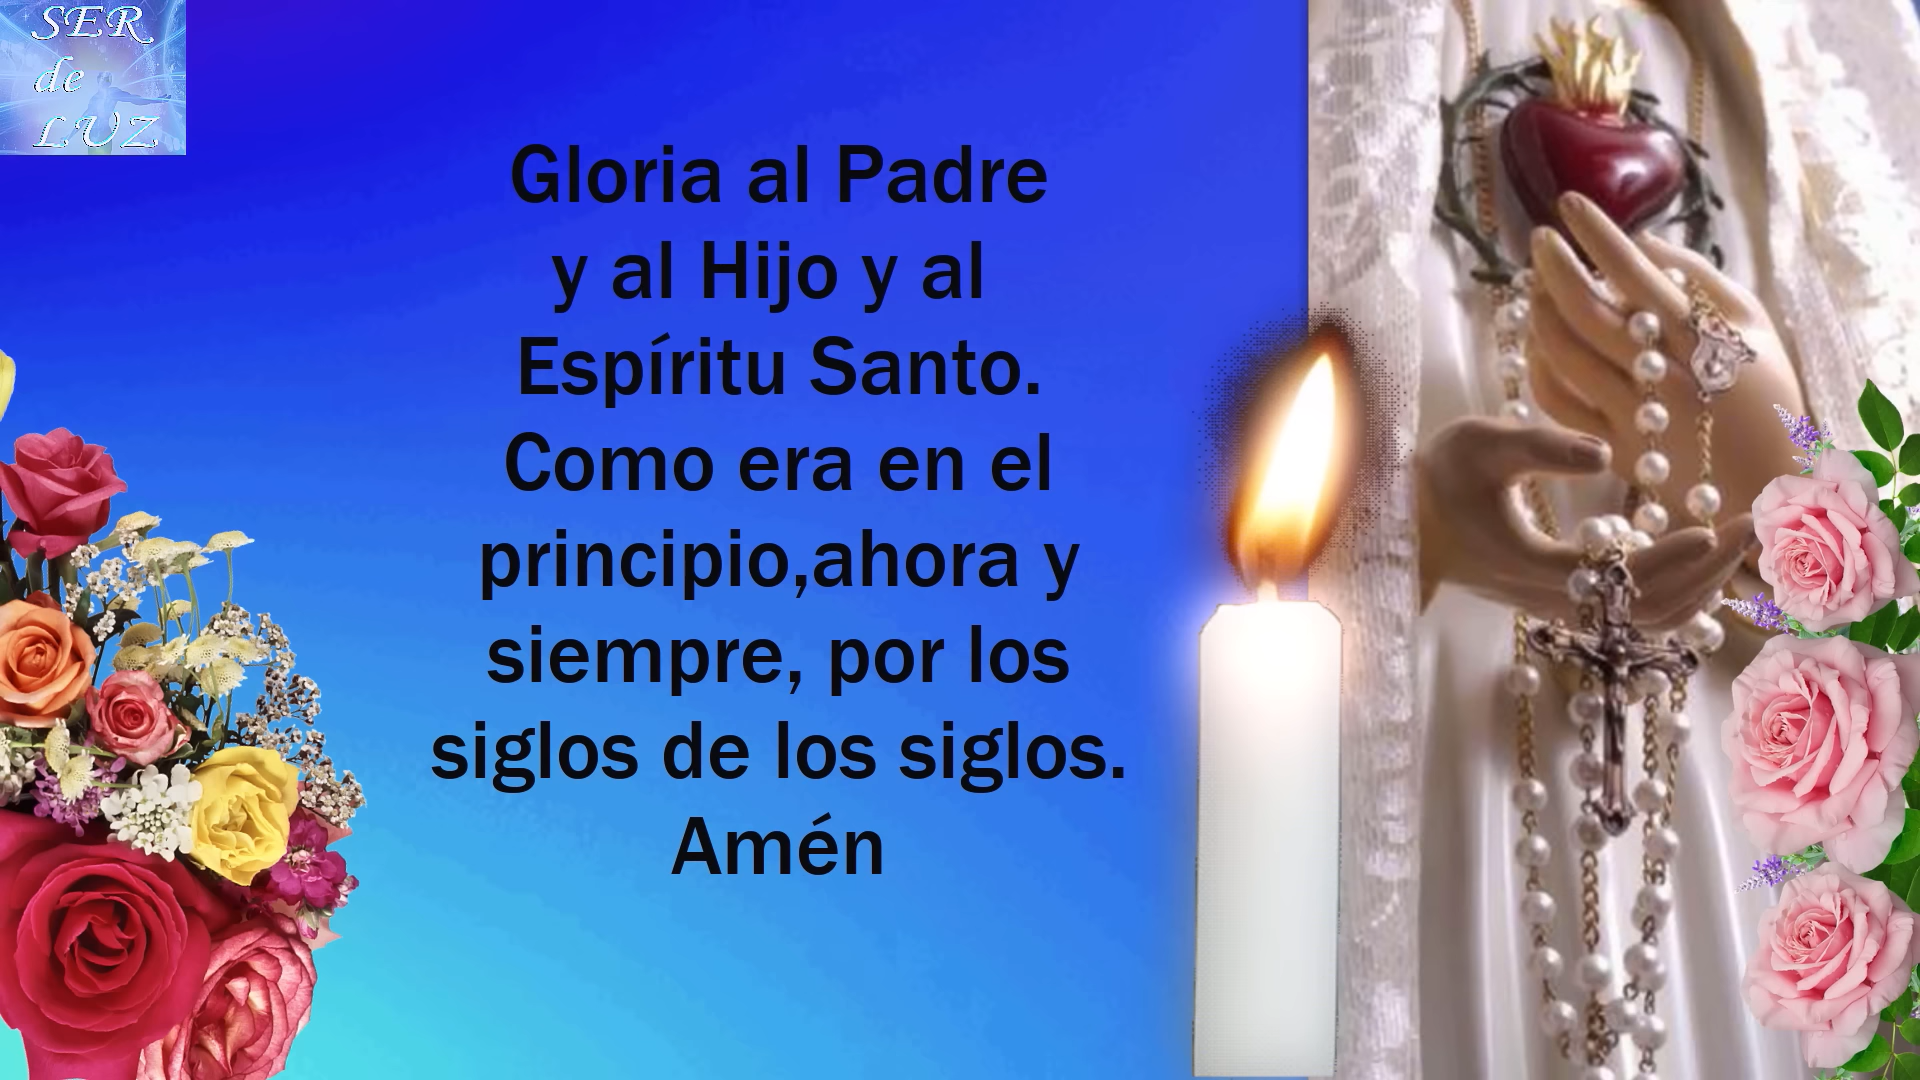 SER
de
LUZ
Gloria al Padre
y al Hijo y al
Espíritu Santo.
Como era en el
principio,ahora y
siempre, por los
siglos de los siglos.
Amén